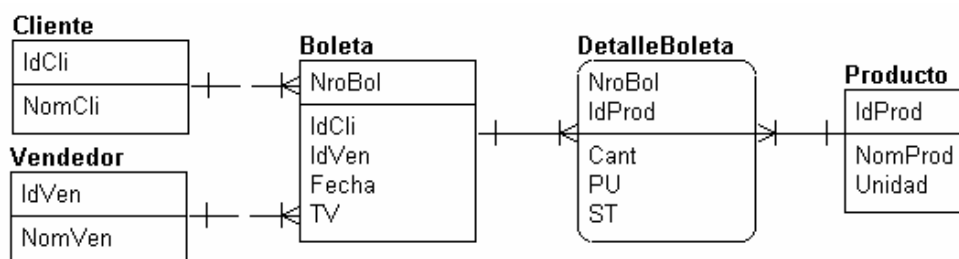 Cliente
IdCli
NomCli
Vendedor
IdVen
NomVen
Boleta
NroBol
IdCli
IdVen
Fecha
TV
DetalleBoleta
NroBol
IdProd
Cant
PU
ST
Producto
IdProd
NomProd
Unidad